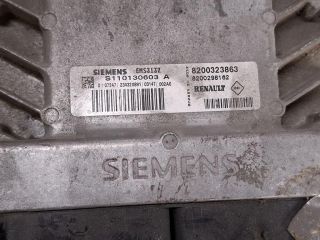 SIEMENS EMS3132
S110130603 A
8200323863
8200298162
RENAULT
SIEMENS